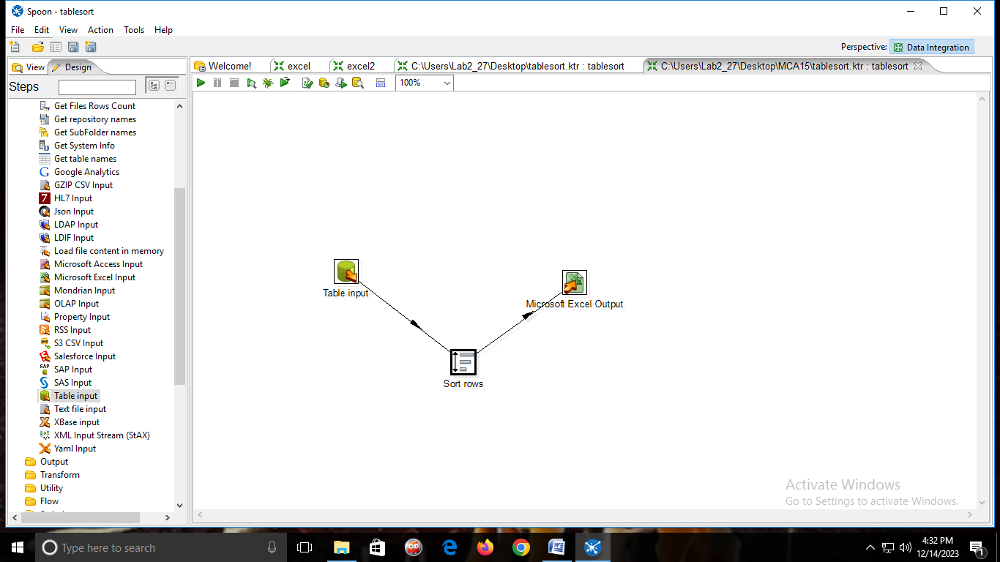 Spoon - tablesort
File Edit View Action Tools Help
Perspective: Data Integration
View Design
Welcome! excel excel2 C:\Users\Lab2_27\Desktop\tablesort.ktr : tablesort C:\Users\Lab2_27\Desktop\MCA15\tablesort.ktr : tablesort
Steps
100%
Get Files Rows Count
Get repository names
Get SubFolder names
Get System Info
Get table names
Google Analytics
GZIP CSV Input
HL7 Input
Json Input
LDAP Input
LDIF Input
Load file content in memory
Microsoft Access Input
Microsoft Excel Input
Mondrian Input
OLAP Input
Property Input
RSS Input
S3 CSV Input
Salesforce Input
SAP Input
SAS Input
Table input
Text file input
XBase input
XML Input Stream (StAX)
Yaml Input
Output
Transform
Utility
Flow
Table input
Microsoft Excel Output
Sort rows
Activate Windows
Go to Settings to activate Windows.
Type here to search
4:32 PM
12/14/2023
1